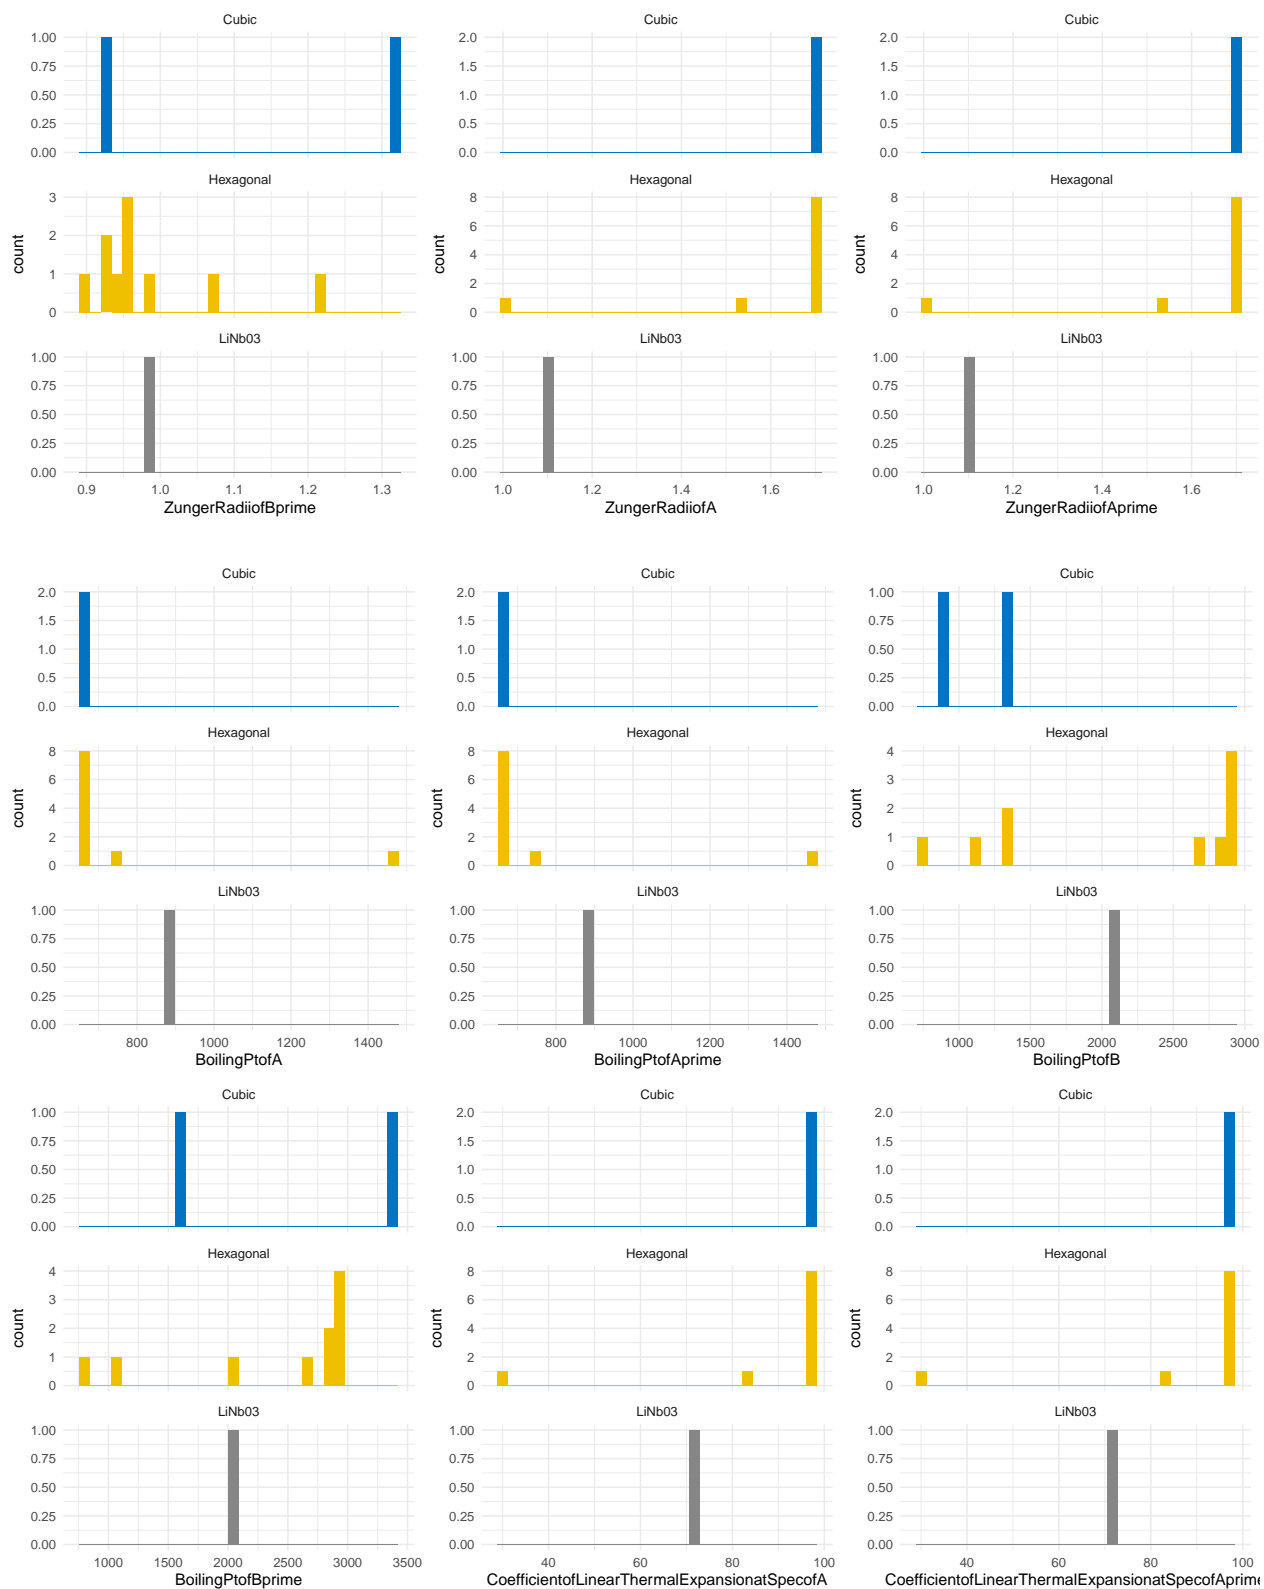 Cubic
1.00
0.75
0.50
0.25
0.00
Hexagonal
3
2
1
0
count
LiNb03
1.00
0.75
0.50
0.25
0.00
0.9 1.0 1.1 1.2 1.3
ZungerRadiiofBprime
Cubic
2.0
1.5
1.0
0.5
0.0
Hexagonal
8
6
4
2
0
count
LiNb03
1.00
0.75
0.50
0.25
0.00
1.0 1.2 1.4 1.6
ZungerRadiiofA
Cubic
2.0
1.5
1.0
0.5
0.0
Hexagonal
8
6
4
2
0
count
LiNb03
1.00
0.75
0.50
0.25
0.00
1.0 1.2 1.4 1.6
ZungerRadiiofAprime
Cubic
2.0
1.5
1.0
0.5
0.0
Hexagonal
8
6
4
2
0
count
LiNb03
1.00
0.75
0.50
0.25
0.00
800 1000 1200 1400
BoilingPtofA
Cubic
2.0
1.5
1.0
0.5
0.0
Hexagonal
8
6
4
2
0
count
LiNb03
1.00
0.75
0.50
0.25
0.00
800 1000 1200 1400
BoilingPtofAprime
Cubic
1.00
0.75
0.50
0.25
0.00
Hexagonal
4
3
2
1
0
count
LiNb03
1.00
0.75
0.50
0.25
0.00
1000 1500 2000 2500 3000
BoilingPtofB
Cubic
1.00
0.75
0.50
0.25
0.00
Hexagonal
4
3
2
1
0
count
LiNb03
1.00
0.75
0.50
0.25
0.00
1000 1500 2000 2500 3000 3500
BoilingPtofBprime
Cubic
2.0
1.5
1.0
0.5
0.0
Hexagonal
8
6
4
2
0
count
LiNb03
1.00
0.75
0.50
0.25
0.00
40 60 80 100
CoefficientofLinearThermalExpansionatSpecofA
Cubic
2.0
1.5
1.0
0.5
0.0
Hexagonal
8
6
4
2
0
count
LiNb03
1.00
0.75
0.50
0.25
0.00
40 60 80 100
CoefficientofLinearThermalExpansionatSpecofAprime